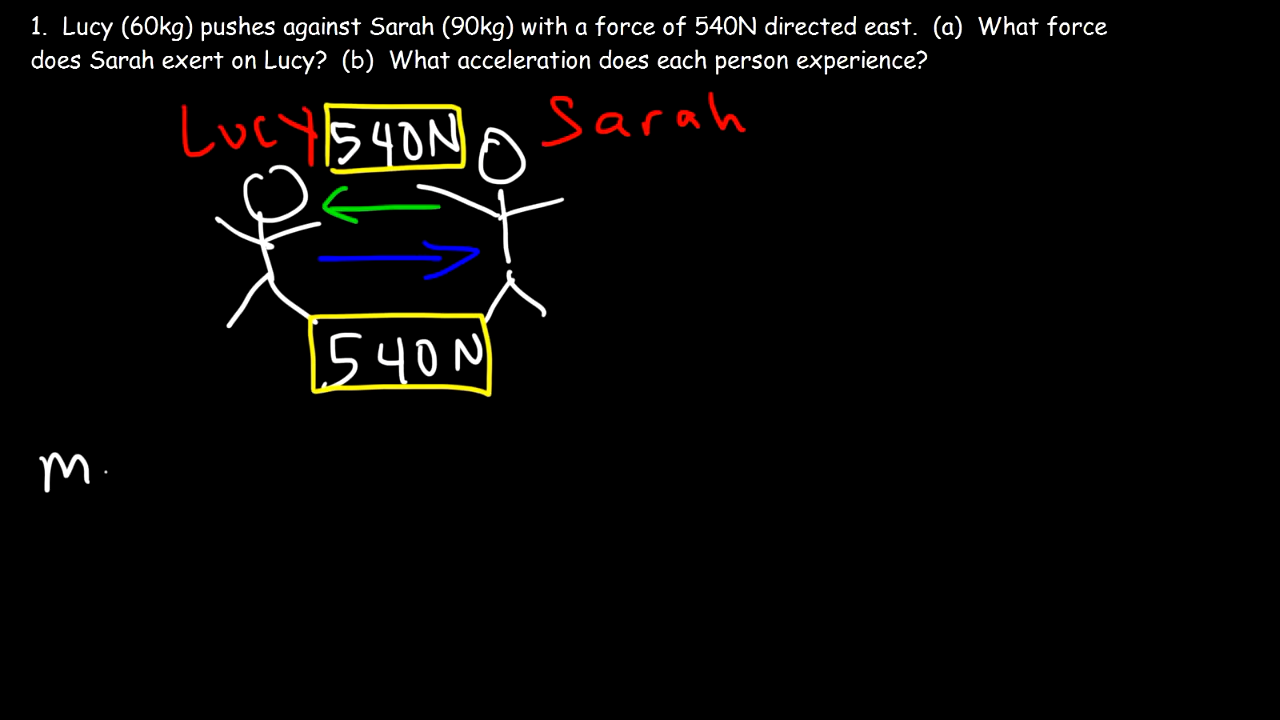 1. Lucy (60kg) pushes against Sarah (90kg) with a force of 540N directed east. (a) What force
does Sarah exert on Lucy? (b) What acceleration does each person experience?
Lucy 540N Sarah
540N
m